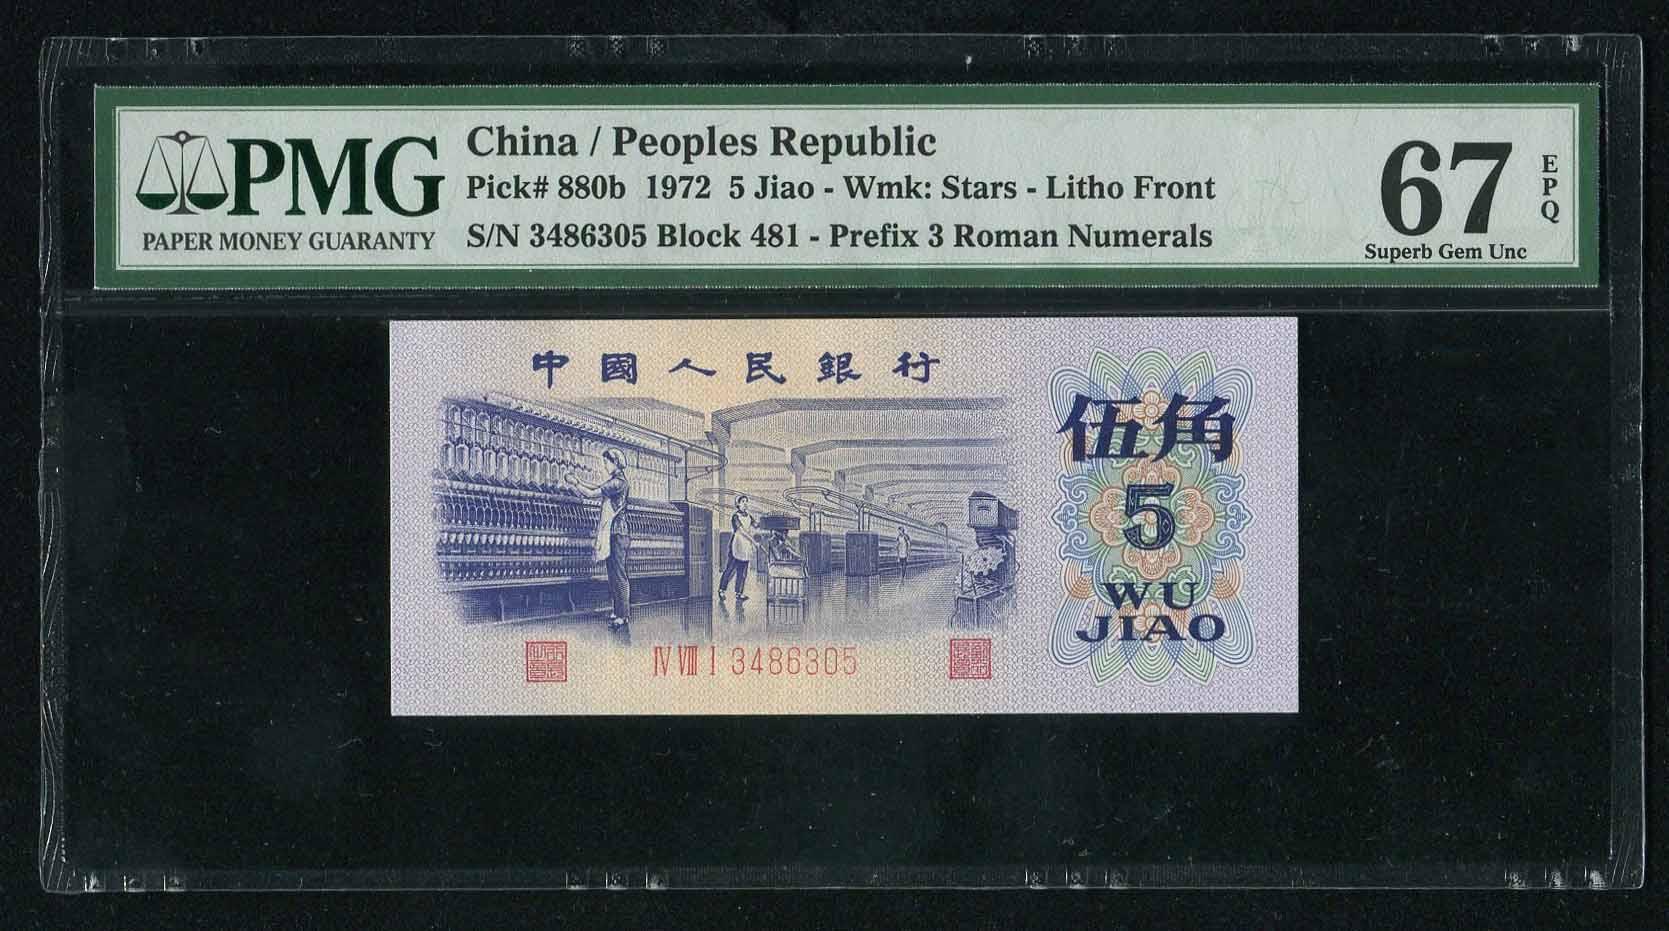 PMG
PAPER MONEY GUARANTY
China / Peoples Republic
Pick# 880b 1972 5 Jiao - Wmk: Stars - Litho Front
S/N 3486305 Block 481 - Prefix 3 Roman Numerals
67
EPQ
Superb Gem Unc
中國人民銀行
伍角
5
WU
JIAO
IV VIII I 3486305